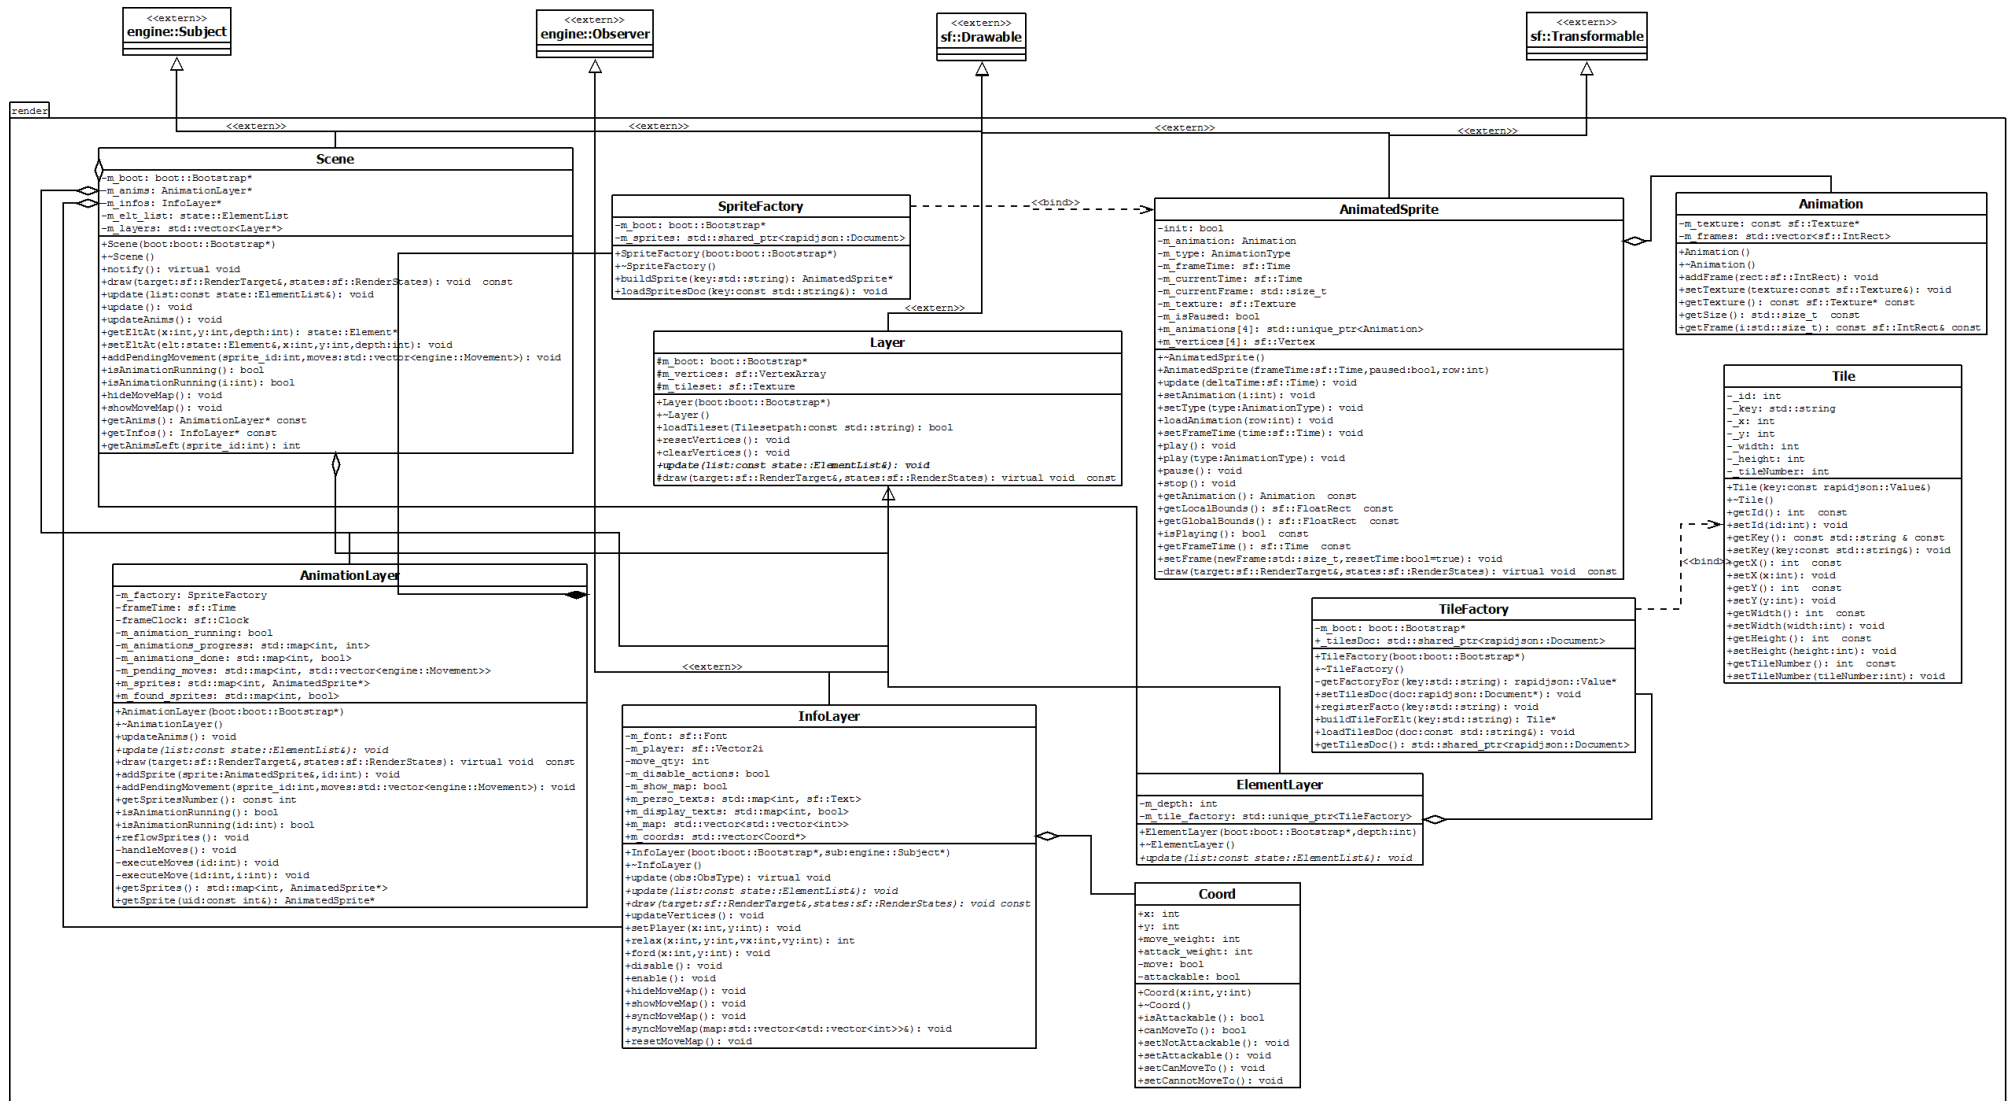 <<extern>>
engine::Subject
<<extern>>
engine::Observer
<<extern>>
sf::Drawable
<<extern>>
sf::Transformable
render
<<extern>>
<<extern>>
<<extern>>
<<extern>>
Scene
-m_boot: boot::Bootstrap*
-m_anims: AnimationLayer*
-m_infos: InfoLayer*
-m_elt_list: state::ElementList
-m_layers: std::vector<Layer*>
+Scene(boot:boot::Bootstrap*)
+~Scene()
+notify(): virtual void
+draw(target:sf::RenderTarget&,states:sf::RenderStates): void  const
+update(list:const state::ElementList&): void
+update(): void
+updateAnims(): void
+getEltAt(x:int,y:int,depth:int): state::Element*
+setEltAt(elt:state::Element&,x:int,y:int,depth:int): void
+addPendingMovement(sprite_id:int,moves:std::vector<engine::Movement>): void
+isAnimationRunning(): bool
+isAnimationRunning(i:int): bool
+hideMoveMap(): void
+showMoveMap(): void
+getAnims(): AnimationLayer* const
+getInfos(): InfoLayer* const
+getAnimsLeft(sprite_id:int): int
SpriteFactory
-m_boot: boot::Bootstrap*
-m_sprites: std::shared_ptr<rapidjson::Document>
+SpriteFactory(boot:boot::Bootstrap*)
+~SpriteFactory()
+buildSprite(key:std::string): AnimatedSprite*
+loadSpritesDoc(key:const std::string&): void
<<bind>>
<<extern>>
Layer
#m_boot: boot::Bootstrap*
#m_vertices: sf::VertexArray
#m_tileset: sf::Texture
+Layer(boot:boot::Bootstrap*)
+~Layer()
+loadTileset(Tilesetpath:const std::string): bool
+resetVertices(): void
+clearVertices(): void
+update(list:const state::ElementList&): void
#draw(target:sf::RenderTarget&,states:sf::RenderStates): virtual void  const
AnimatedSprite
-init: bool
-m_animation: Animation
-m_type: AnimationType
-m_frameTime: sf::Time
-m_currentTime: sf::Time
-m_currentFrame: std::size_t
-m_texture: sf::Texture
-m_isPaused: bool
+m_animations[4]: std::unique_ptr<Animation>
+m_vertices[4]: sf::Vertex
+~AnimatedSprite()
+AnimatedSprite(frameTime:sf::Time,paused:bool,row:int)
+update(deltaTime:sf::Time): void
+setAnimation(i:int): void
+setType(type:AnimationType): void
+loadAnimation(row:int): void
+setFrameTime(time:sf::Time): void
+play(): void
+play(type:AnimationType): void
+pause(): void
+stop(): void
+getAnimation(): Animation  const
+getLocalBounds(): sf::FloatRect  const
+getGlobalBounds(): sf::FloatRect  const
+isPlaying(): bool  const
+getFrameTime(): sf::Time  const
+setFrame(newFrame:std::size_t,resetTime:bool=true): void
-draw(target:sf::RenderTarget&,states:sf::RenderStates): virtual void  const
Animation
-m_texture: const sf::Texture*
-m_frames: std::vector<sf::IntRect>
+Animation()
+~Animation()
+addFrame(rect:sf::IntRect): void
+setTexture(texture:const sf::Texture&): void
+getTexture(): const sf::Texture* const
+getSize(): std::size_t  const
+getFrame(i:std::size_t): const sf::IntRect& const
Tile
-_id: int
-_key: std::string
-_x: int
-_y: int
-_width: int
-_height: int
-_tileNumber: int
+Tile(key:const rapidjson::Value&)
+~Tile()
+getId(): int  const
+setId(id:int): void
+getKey(): const std::string & const
+setKey(key:const std::string&): void
+getX(): int  const
+setX(x:int): void
+getY(): int  const
+setY(y:int): void
+getWidth(): int  const
+setWidth(width:int): void
+getHeight(): int  const
+setHeight(height:int): void
+getTileNumber(): int  const
+setTileNumber(tileNumber:int): void
<<bind>>
AnimationLayer
-m_factory: SpriteFactory
-frameTime: sf::Time
-frameClock: sf::Clock
-m_animation_running: bool
-m_animations_progress: std::map<int, int>
-m_animations_done: std::map<int, bool>
-m_pending_moves: std::map<int, std::vector<engine::Movement>>
+m_sprites: std::map<int, AnimatedSprite*>
+m_found_sprites: std::map<int, bool>
+AnimationLayer(boot:boot::Bootstrap*)
+~AnimationLayer()
+updateAnims(): void
+update(list:const state::ElementList&): void
+draw(target:sf::RenderTarget&,states:sf::RenderStates): virtual void  const
+addSprite(sprite:AnimatedSprite&,id:int): void
+addPendingMovement(sprite_id:int,moves:std::vector<engine::Movement>): void
+getSpritesNumber(): const int
+isAnimationRunning(): bool
+isAnimationRunning(id:int): bool
+reflowSprites(): void
-handleMoves(): void
-executeMoves(id:int): void
-executeMove(id:int,i:int): void
+getSprites(): std::map<int, AnimatedSprite*>
+getSprite(uid:const int&): AnimatedSprite*
<<extern>>
InfoLayer
-m_font: sf::Font
-m_player: sf::Vector2i
-move_qty: int
-m_disable_actions: bool
-m_show_map: bool
+m_perso_texts: std::map<int, sf::Text>
+m_display_texts: std::map<int, bool>
+m_map: std::vector<std::vector<int>>
-m_coords: std::vector<Coord*>
+InfoLayer(boot:boot::Bootstrap*,sub:engine::Subject*)
+~InfoLayer()
+update(obs:ObsType): virtual void
+update(list:const state::ElementList&): void
+draw(target:sf::RenderTarget&,states:sf::RenderStates): void const
+updateVertices(): void
+setPlayer(x:int,y:int): void
+relax(x:int,y:int,vx:int,vy:int): int
+ford(x:int,y:int): void
+disable(): void
+enable(): void
+hideMoveMap(): void
+showMoveMap(): void
+syncMoveMap(): void
+syncMoveMap(map:std::vector<std::vector<int>>&): void
+resetMoveMap(): void
TileFactory
-m_boot: boot::Bootstrap*
+_tilesDoc: std::shared_ptr<rapidjson::Document>
+TileFactory(boot:boot::Bootstrap*)
+~TileFactory()
-getFactoryFor(key:std::string): rapidjson::Value*
+setTilesDoc(doc:rapidjson::Document*): void
+registerFacto(key:std::string): void
+buildTileForElt(key:std::string): Tile*
+loadTilesDoc(doc:const std::string&): void
+getTilesDoc(): std::shared_ptr<rapidjson::Document>
ElementLayer
-m_depth: int
-m_tile_factory: std::unique_ptr<TileFactory>
+ElementLayer(boot:boot::Bootstrap*,depth:int)
+~ElementLayer()
+update(list:const state::ElementList&): void
Coord
+x: int
+y: int
+move_weight: int
+attack_weight: int
-move: bool
-attackable: bool
+Coord(x:int,y:int)
+~Coord()
+isAttackable(): bool
+canMoveTo(): bool
+setNotAttackable(): void
+setAttackable(): void
+setCanMoveTo(): void
+setCannotMoveTo(): void